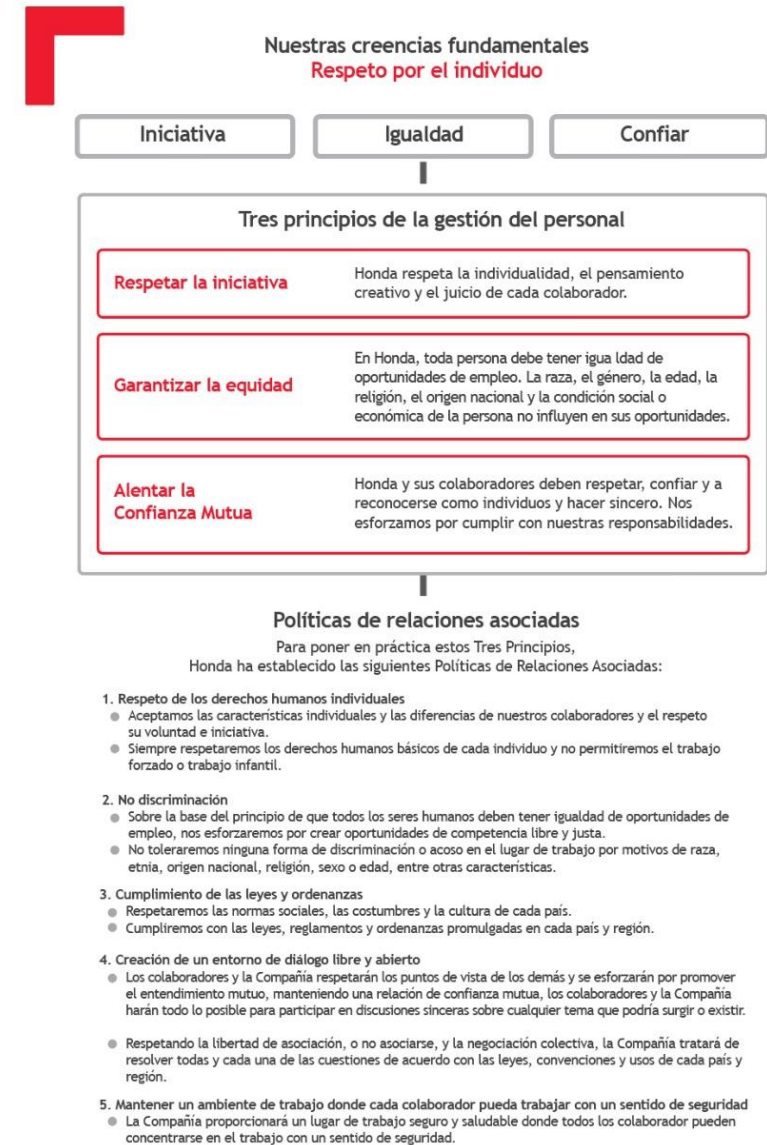 Nuestras creencias fundamentales
Respeto por el individuo
Iniciativa
Igualdad
Confiar
Tres principios de la gestión del personal
Respetar la iniciativa
Honda respeta la individualidad, el pensamiento
creativo y el juicio de cada colaborador.
Garantizar la equidad
En Honda, toda persona debe tener igua ldad de
oportunidades de empleo. La raza, el género, la edad, la
religión, el origen nacional y la condición social o
económica de la persona no influyen en sus oportunidades.
Alentar la
Confianza Mutua
Honda y sus colaboradores deben respetar, confiar y a
reconocerse como individuos y hacer sincero. Nos
esforzamos por cumplir con nuestras responsabilidades.
Políticas de relaciones asociadas
Para poner en práctica estos Tres Principios,
Honda ha establecido las siguientes Políticas de Relaciones Asociadas:
1. Respeto de los derechos humanos individuales
Aceptamos las características individuales y las diferencias de nuestros colaboradores y el respeto
su voluntad e iniciativa.
Siempre respetaremos los derechos humanos básicos de cada individuo y no permitiremos el trabajo
forzado o trabajo infantil.
2. No discriminación
Sobre la base del principio de que todos los seres humanos deben tener igualdad de oportunidades de
empleo, nos esforzaremos por crear oportunidades de competencia libre y justa.
No toleraremos ninguna forma de discriminación o acoso en el lugar de trabajo por motivos de raza,
etnia, origen nacional, religión, sexo o edad, entre otras características.
3. Cumplimiento de las leyes y ordenanzas
Respetaremos las normas sociales, las costumbres y la cultura de cada país.
Cumpliremos con las leyes, reglamentos y ordenanzas promulgadas en cada país y región.
4. Creación de un entorno de diálogo libre y abierto
Los colaboradores y la Compañía respetarán los puntos de vista de los demás y se esforzarán por promover
el entendimiento mutuo, manteniendo una relación de confianza mutua, los colaboradores y la Compañía
harán todo lo posible para participar en discusiones sinceras sobre cualquier tema que podría surgir o existir.
Respetando la libertad de asociación, o no asociarse, y la negociación colectiva, la Compañía tratará de
resolver todas y cada una de las cuestiones de acuerdo con las leyes, convenciones y usos de cada país y
región.
5. Mantener un ambiente de trabajo donde cada colaborador pueda trabajar con un sentido de seguridad
La Compañía proporcionará un lugar de trabajo seguro y saludable donde todos los colaborador pueden
concentrarse en el trabajo con un sentido de seguridad.